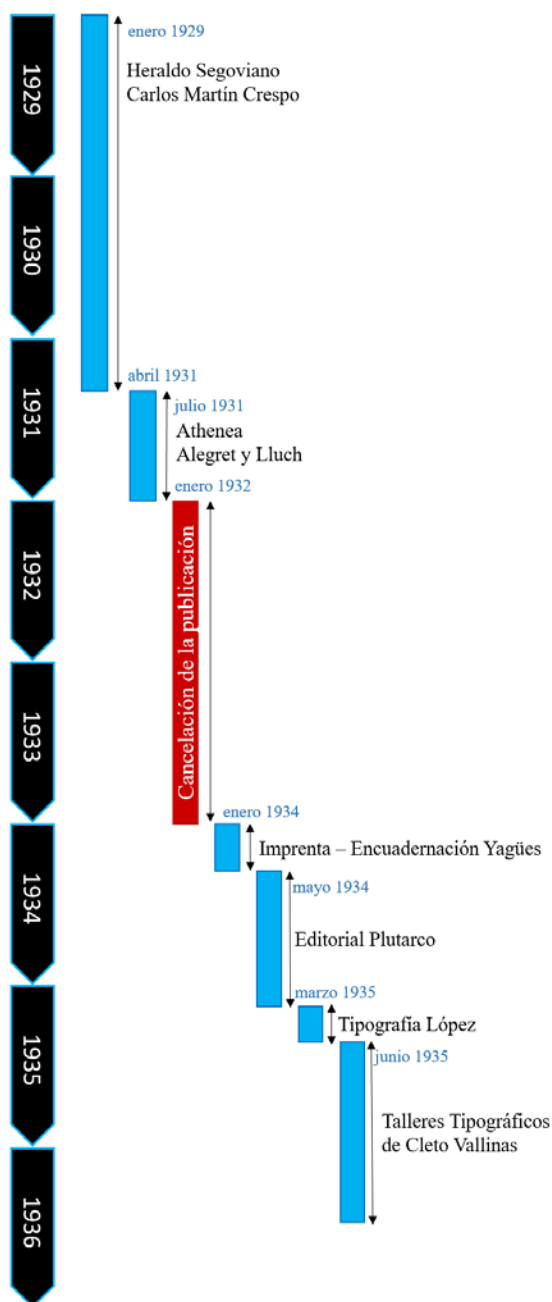 enero 1929
Heraldo Segoviano
Carlos Martín Crespo
1929
1930
abril 1931
julio 1931
Athenea
Alegret y Lluch
1931
enero 1932
Cancelación de la publicación
1932
1933
enero 1934
Imprenta – Encuadernación Yagües
mayo 1934
1934
Editorial Plutarco
marzo 1935
Tipografía López
1935
junio 1935
Talleres Tipográficos
de Cleto Vallinas
1936